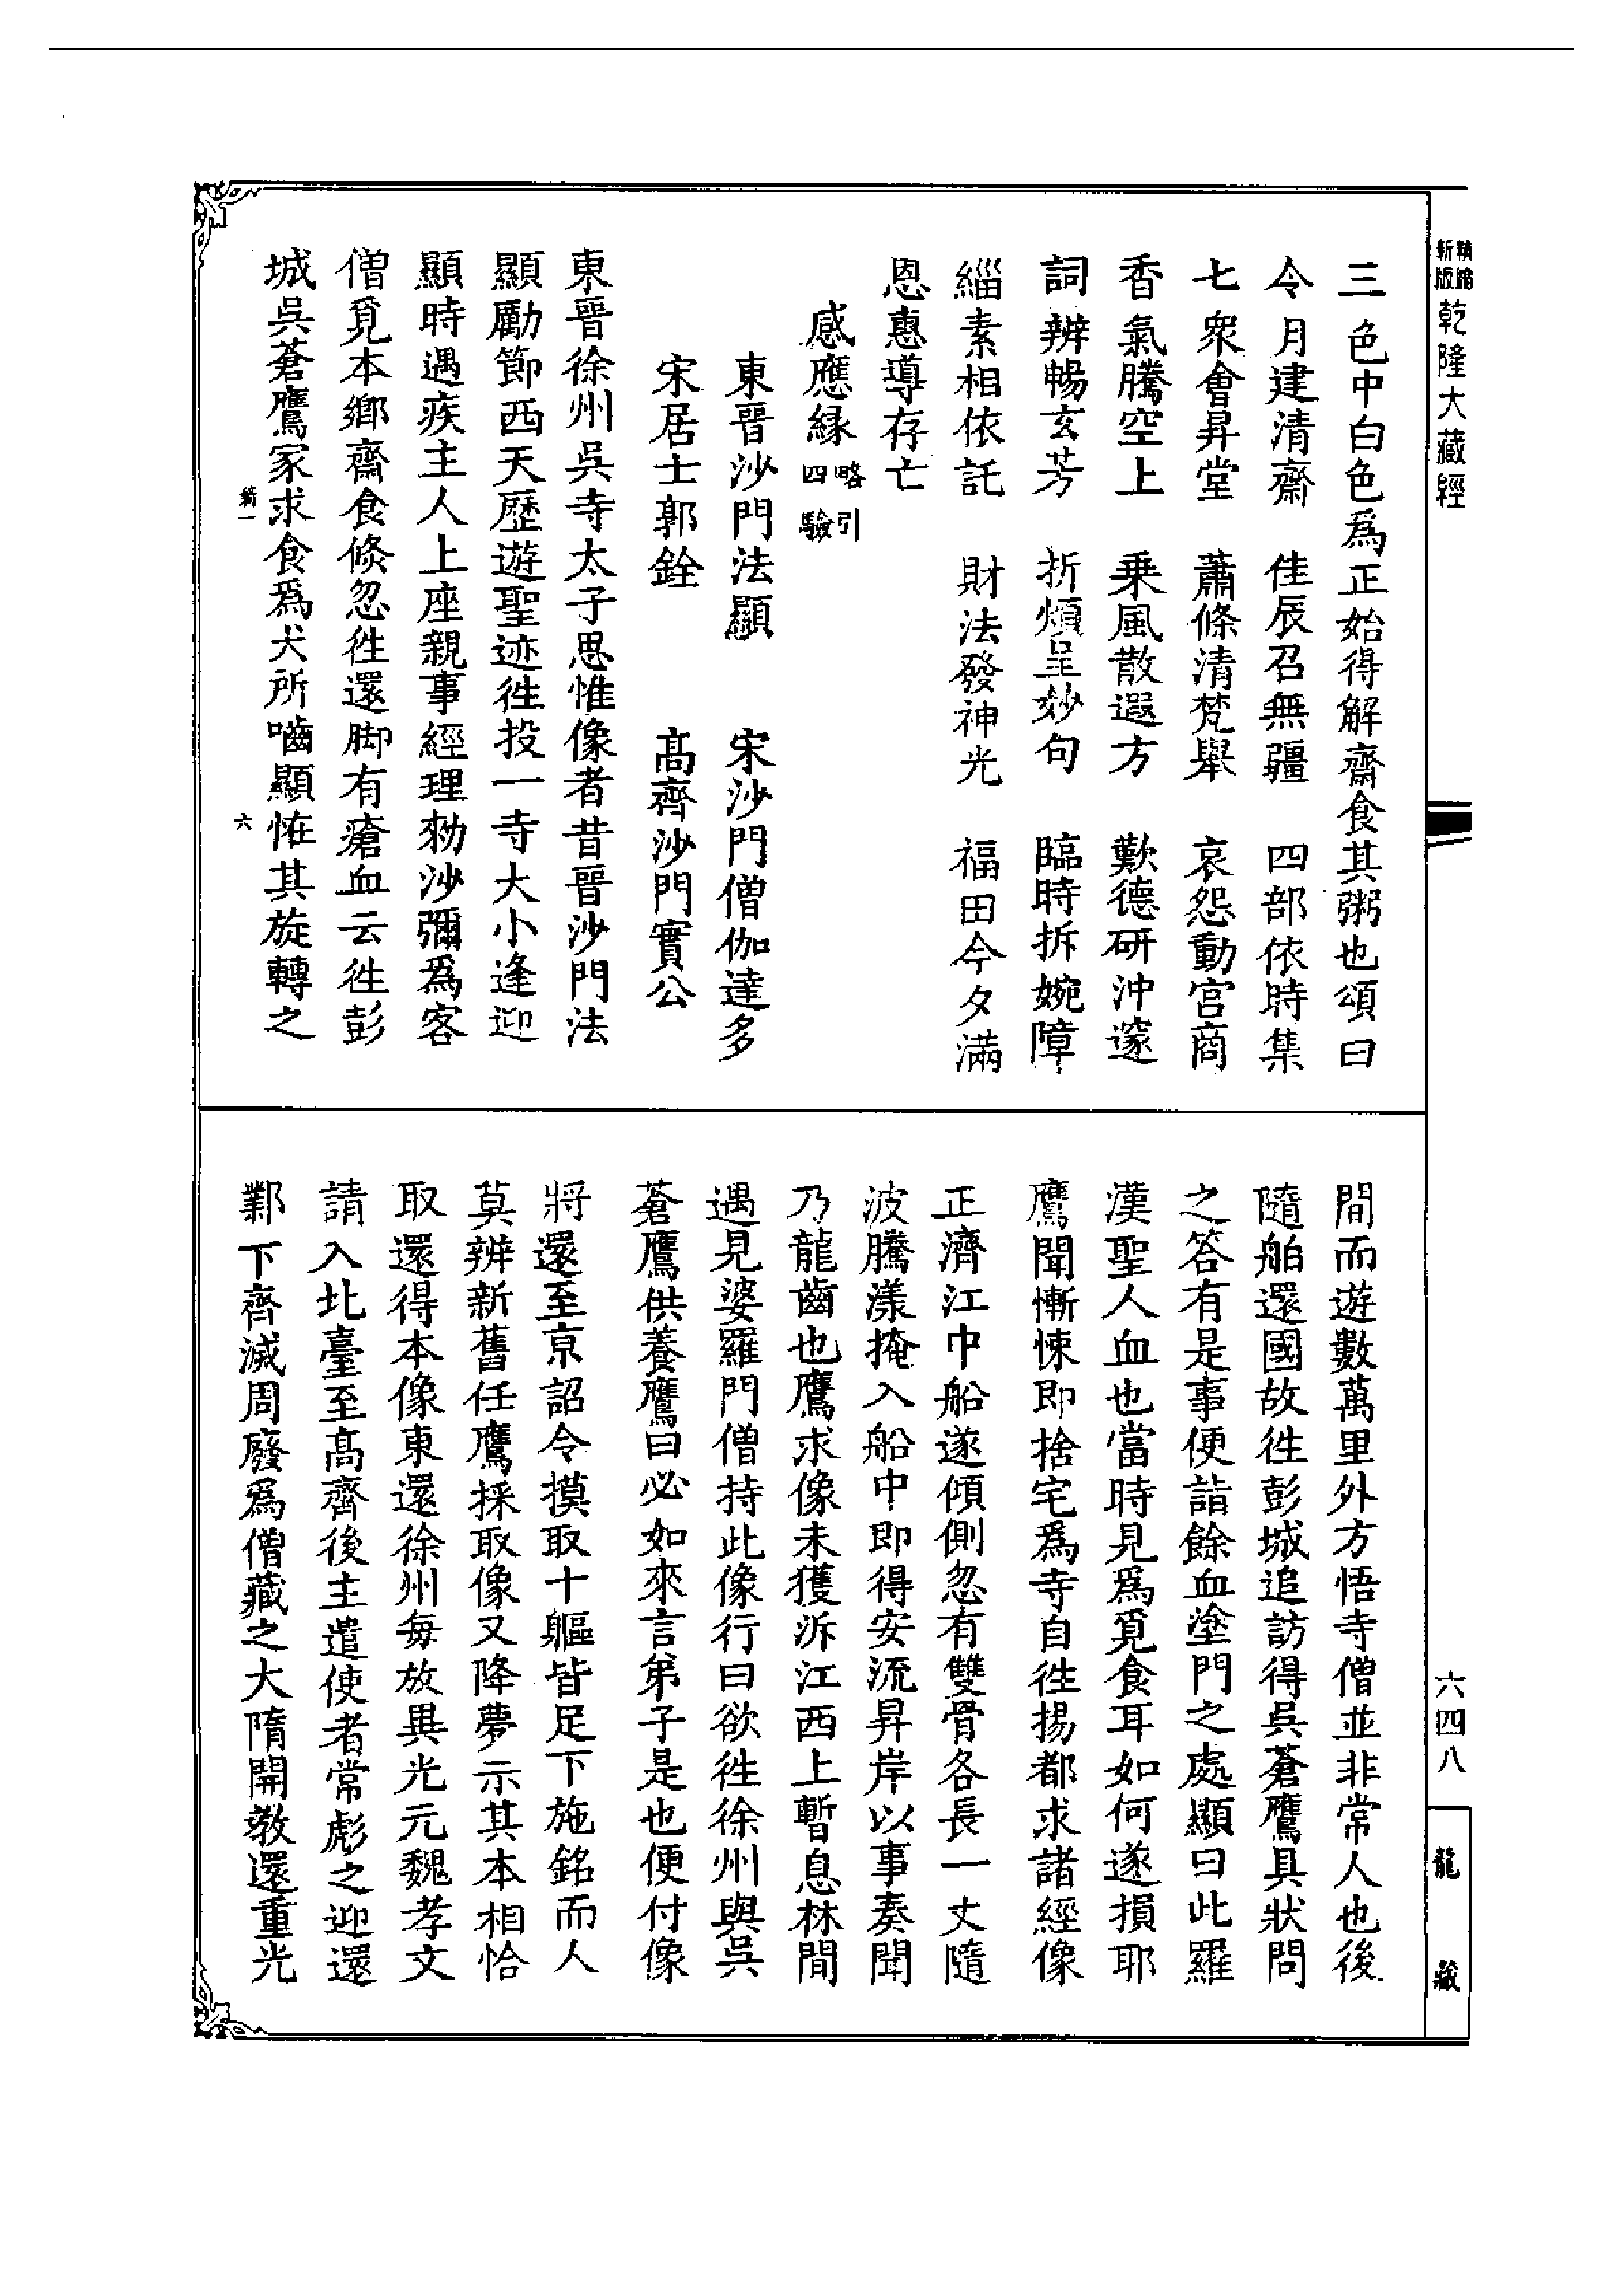 精縮
新版
乾隆大藏經
六四八
龍藏
三色中白色爲正始得解齋食其粥也頌曰
令月建清齋 佳辰召無疆 四部依時集
七衆會昇堂 蕭條清梵舉 哀怨動宮商
香氣騰空上 乗風散遐方 歎德研沖邃
詞辨暢玄芳 折煩呈妙句 臨時拆婉障
緇素相依託 財法發神光 福田今夕滿
恩惠導存亡
感應縁略引四驗
東晉沙門法顯 宋沙門僧伽達多
宋居士郭銓 髙齊沙門實公
東晉徐州吳寺太子思惟像者昔晉沙門法
顯勵節西天歷遊聖迹徃投一寺大小逢迎
顯時遇疾主人上座親事經理勑沙彌爲客
僧覓本鄉齋食倐忽徃還脚有瘡血云徃彭
城吳蒼鷹家求食爲犬所嚙顯恠其旋轉之
六
間而遊數萬里外方悟寺僧並非常人也後
隨舶還國故徃彭城追訪得吳蒼鷹具狀問
之答有是事便詣餘血塗門之處顯曰此羅
漢聖人血也當時見爲覓食耳如何遂損耶
鷹聞慚悚即捨宅爲寺自徃揚都求諸經像
正濟江中船遂傾側忽有雙骨各長一丈隨
波騰漾掩入船中即得安流昇岸以事奏聞
乃龍齒也鷹求像未獲泝江西上暫息林間
遇見婆羅門僧持此像行曰欲徃徐州與吳
蒼鷹供養鷹曰必如來言弟子是也便付像
將還至京詔令摸取十軀皆足下施銘而人
莫辨新舊任鷹採取像又降夢示其本相恰
取還得本像東還徐州每放異光元魏孝文
請入北臺至髙齊後主遣使者常彪之迎還
鄴下齊滅周廢爲僧藏之大隋開教還重光